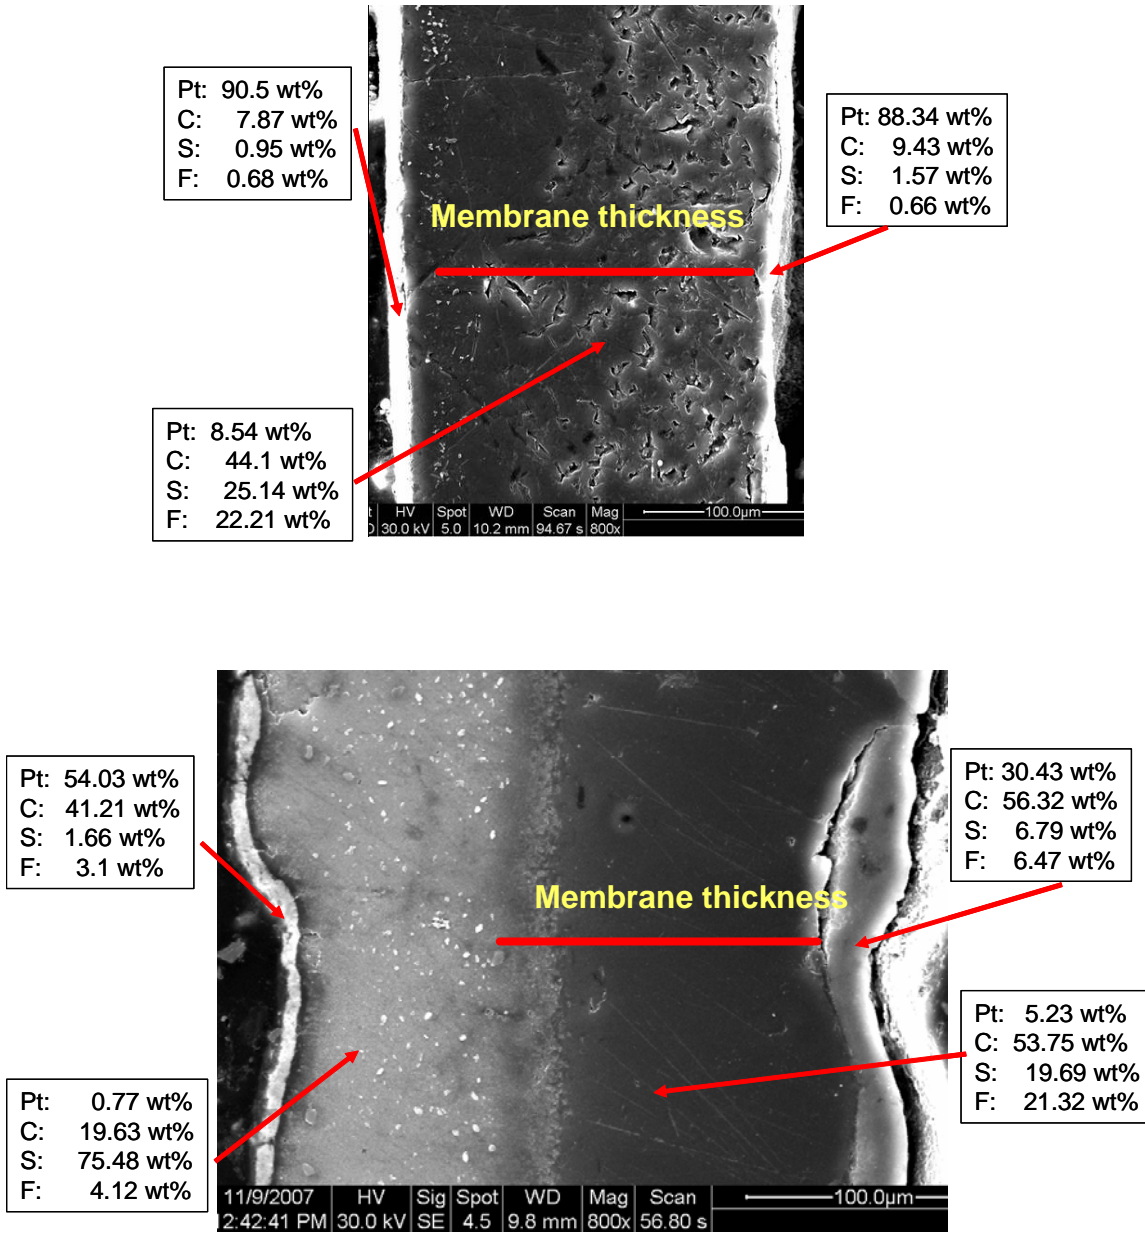 Pt: 90.5 wt%
C: 7.87 wt%
S: 0.95 wt%
F: 0.68 wt%
Pt: 88.34 wt%
C: 9.43 wt%
S: 1.57 wt%
F: 0.66 wt%
Membrane thickness
Pt: 8.54 wt%
C: 44.1 wt%
S: 25.14 wt%
F: 22.21 wt%
HV Spot WD Scan Mag
30.0 kV 5.0 10.2 mm 94.67 s 800x
100.0µm
Pt: 54.03 wt%
C: 41.21 wt%
S: 1.66 wt%
F: 3.1 wt%
Pt: 30.43 wt%
C: 56.32 wt%
S: 6.79 wt%
F: 6.47 wt%
Membrane thickness
Pt: 5.23 wt%
C: 53.75 wt%
S: 19.69 wt%
F: 21.32 wt%
Pt: 0.77 wt%
C: 19.63 wt%
S: 75.48 wt%
F: 4.12 wt%
11/9/2007 HV Sig Spot WD Mag Scan
2:42:41 PM 30.0 kV SE 4.5 9.8 mm 800x 56.80 s
100.0µm